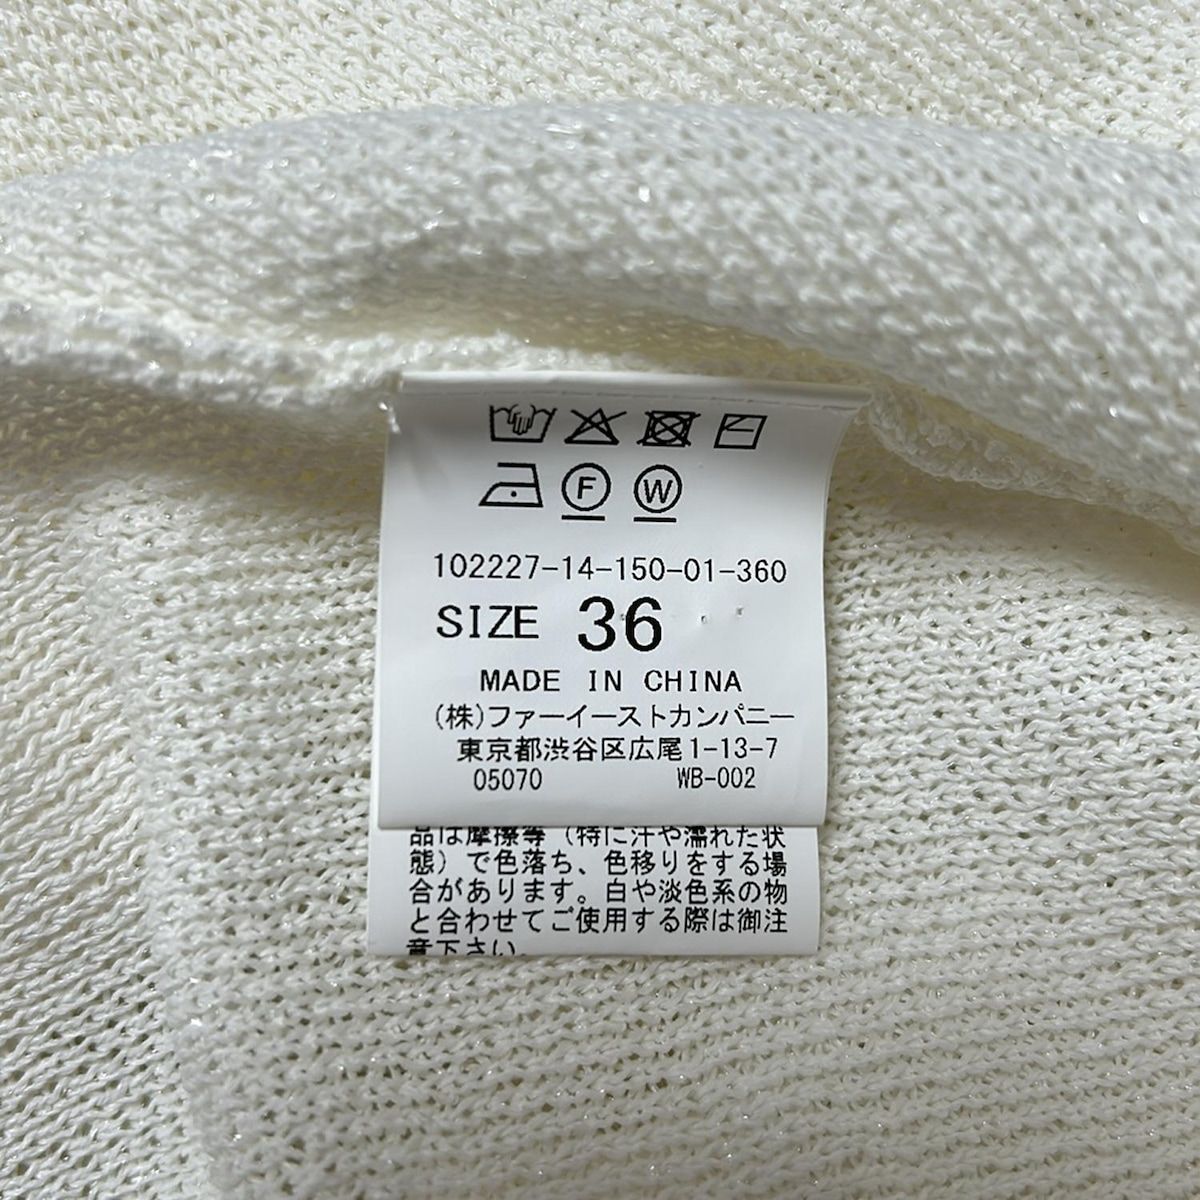 F W
102227-14-150-01-360
SIZE 36
MADE IN CHINA
(株)ファーイーストカンパニー
東京都渋谷区広尾1-13-7
05070 WB-002
品は摩擦等（特に汗や濡れた状
態）で色落ち、色移りをする場
合があります。白や淡色系の物
と合わせてご使用する際は御注
意下さい。